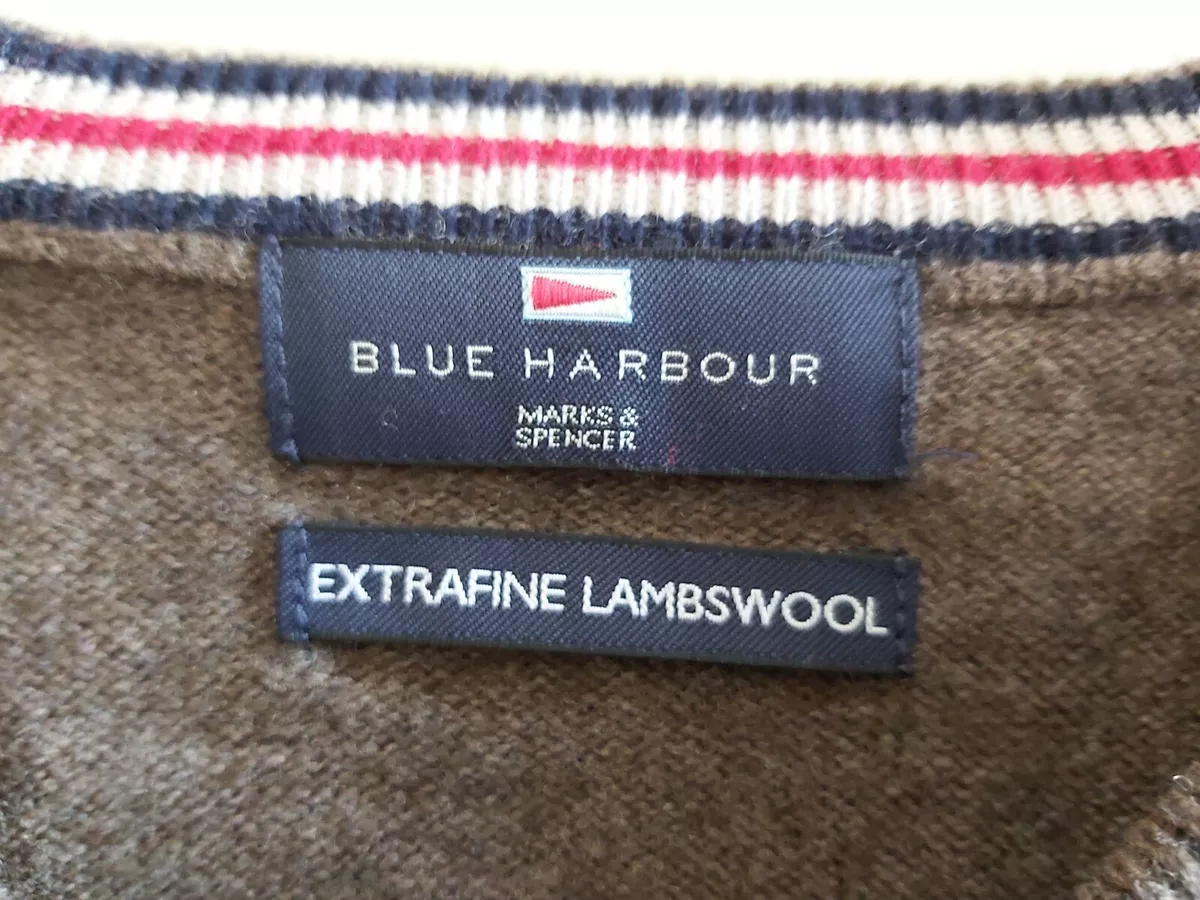 BLUE HARBOUR
MARKS &
SPENCER
EXTRAFINE LAMBSWOOL